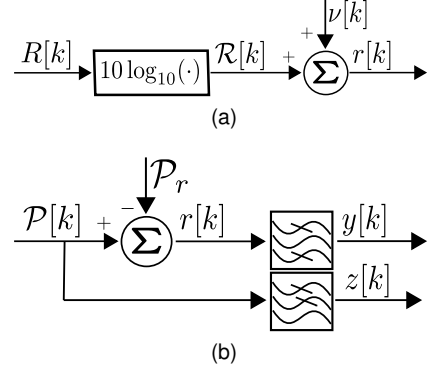 ν[k]
R[k] 10 log₁₀(·) ℛ[k] + + Σ r[k]
(a)
𝒫ᵣ
𝒫[k] + − Σ r[k] y[k]
z[k]
(b)